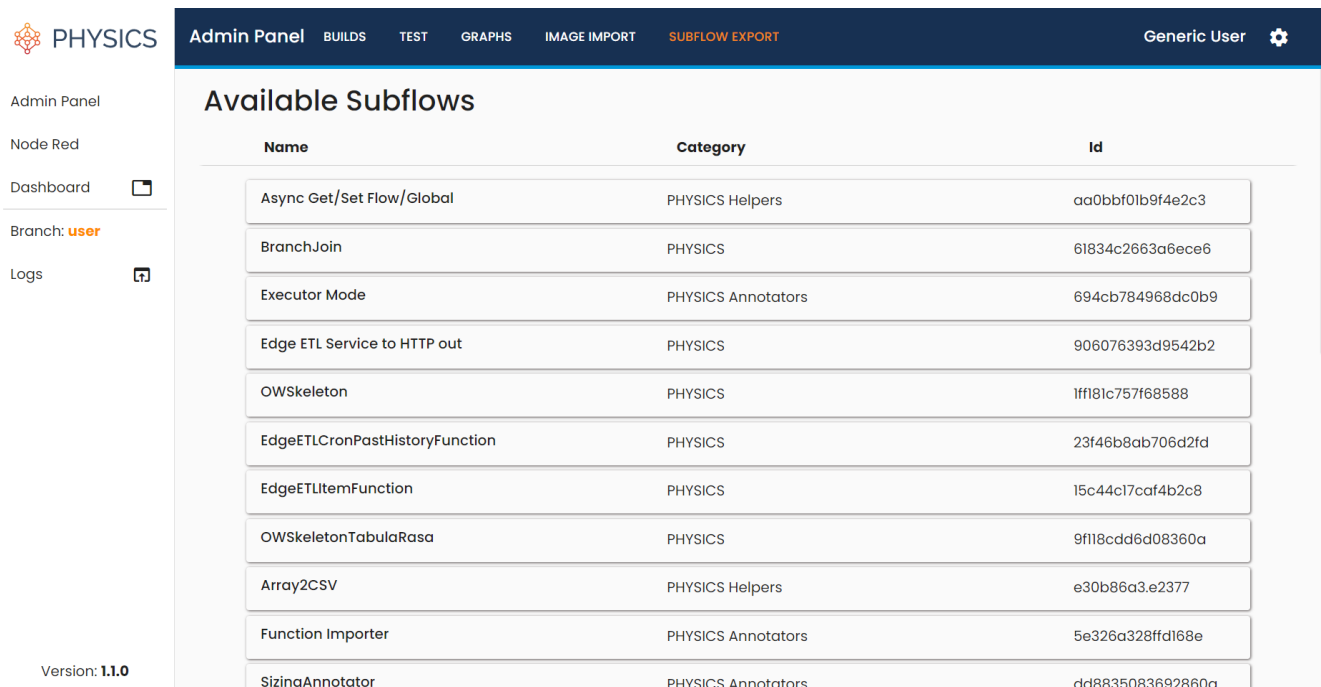 PHYSICS
Admin Panel BUILDS TEST GRAPHS IMAGE IMPORT SUBFLOW EXPORT Generic User
Admin Panel
Node Red
Dashboard
Branch: user
Logs
Version: 1.1.0
Available Subflows
Name Category Id
Async Get/Set Flow/Global PHYSICS Helpers aa0bbf01b9f4e2c3
BranchJoin PHYSICS 61834c2663a6ece6
Executor Mode PHYSICS Annotators 694cb784968dc0b9
Edge ETL Service to HTTP out PHYSICS 906076393d9542b2
OWSkeleton PHYSICS 1ff181c757f68588
EdgeETLCronPastHistoryFunction PHYSICS 23f46b8ab706d2fd
EdgeETLItemFunction PHYSICS 15c44c17caf4b2c8
OWSkeletonTabulaRasa PHYSICS 9f118cdd6d08360a
Array2CSV PHYSICS Helpers e30b86a3.e2377
Function Importer PHYSICS Annotators 5e326a328ffd168e
SizingAnnotator PHYSICS Annotators dd8835083692860a